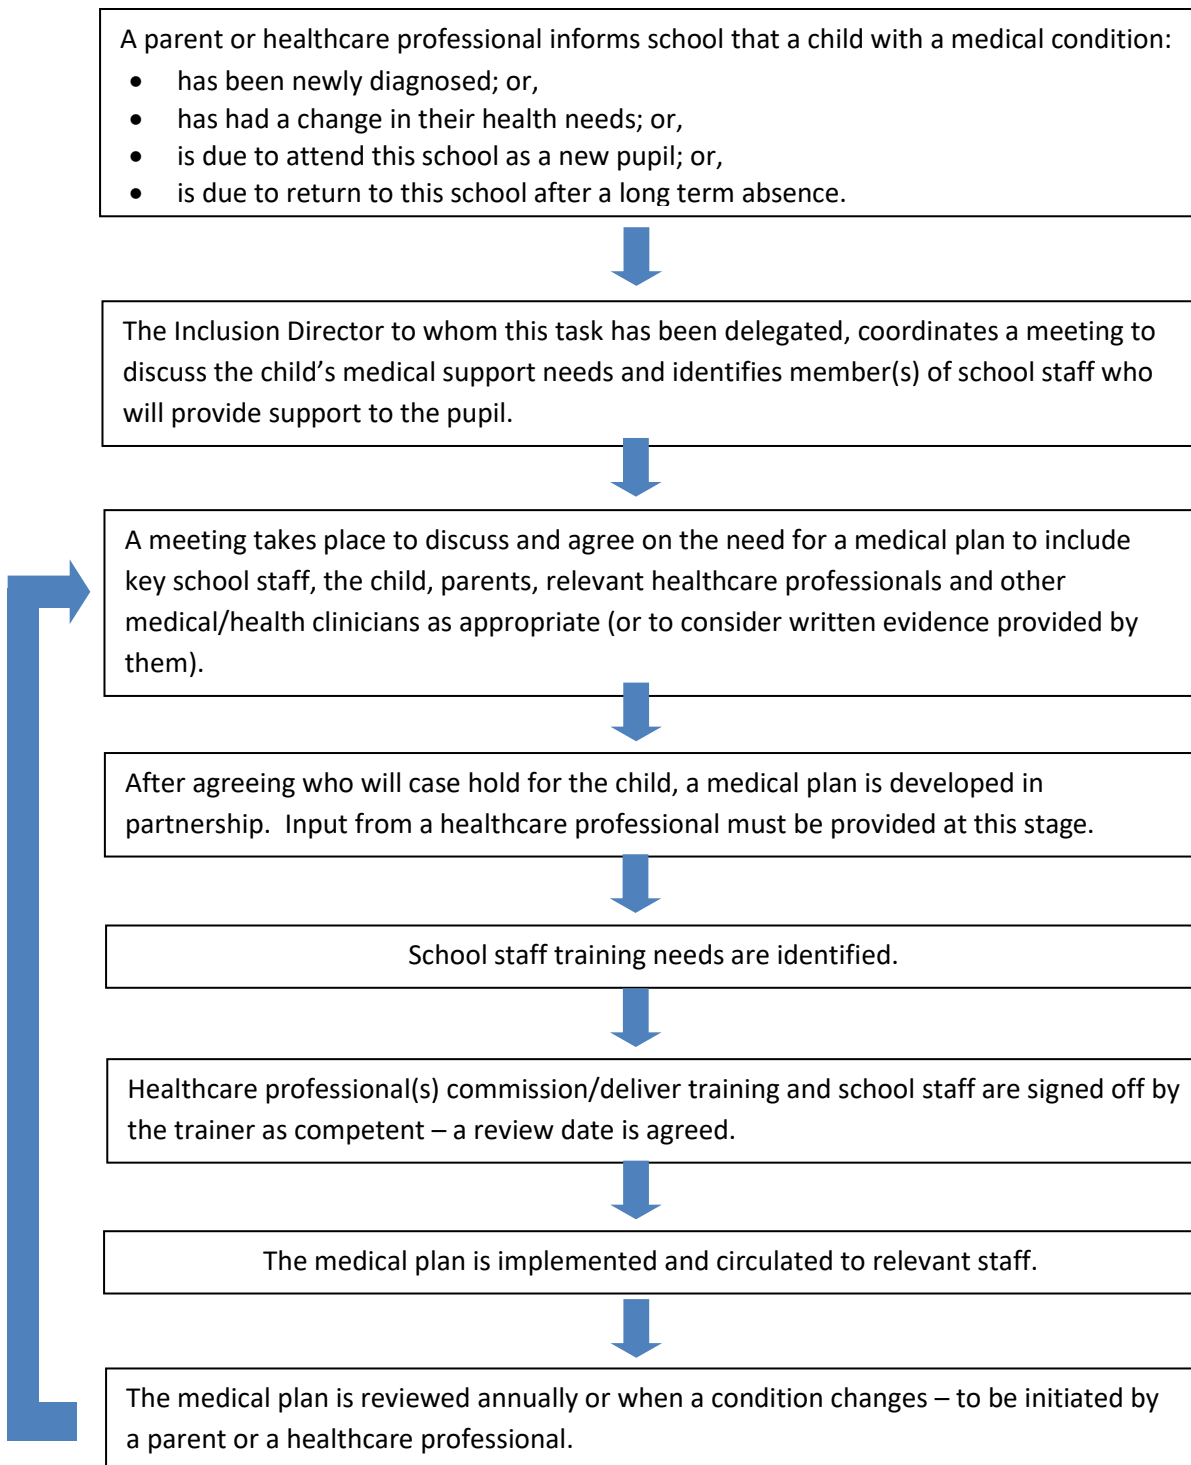 A parent or healthcare professional informs school that a child with a medical condition:
• has been newly diagnosed; or,
• has had a change in their health needs; or,
• is due to attend this school as a new pupil; or,
• is due to return to this school after a long term absence.
The Inclusion Director to whom this task has been delegated, coordinates a meeting to
discuss the child’s medical support needs and identifies member(s) of school staff who
will provide support to the pupil.
A meeting takes place to discuss and agree on the need for a medical plan to include
key school staff, the child, parents, relevant healthcare professionals and other
medical/health clinicians as appropriate (or to consider written evidence provided by
them).
After agreeing who will case hold for the child, a medical plan is developed in
partnership.  Input from a healthcare professional must be provided at this stage.
School staff training needs are identified.
Healthcare professional(s) commission/deliver training and school staff are signed off by
the trainer as competent – a review date is agreed.
The medical plan is implemented and circulated to relevant staff.
The medical plan is reviewed annually or when a condition changes – to be initiated by
a parent or a healthcare professional.